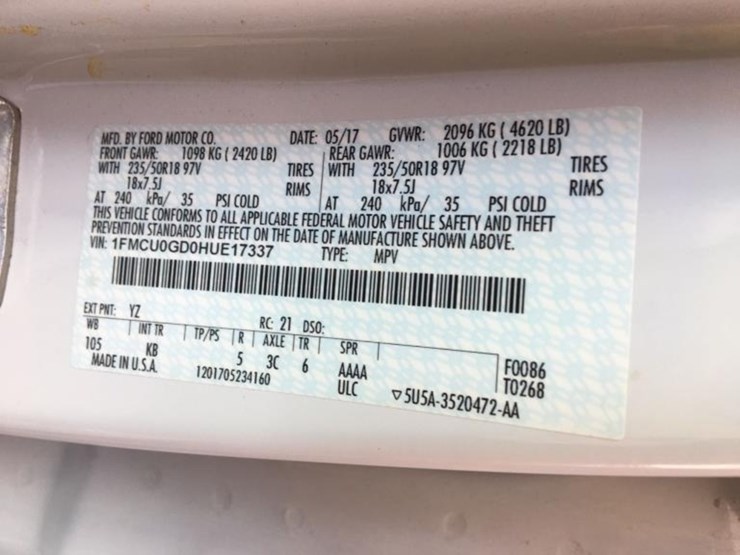 MFD. BY FORD MOTOR CO. DATE: 05/17 GVWR: 2096 KG ( 4620 LB)
FRONT GAWR: 1098 KG ( 2420 LB) REAR GAWR: 1006 KG ( 2218 LB)
WITH 235/50R18 97V TIRES WITH 235/50R18 97V TIRES
18x7.5J RIMS 18x7.5J RIMS
AT 240 kPa/ 35 PSI COLD AT 240 kPa/ 35 PSI COLD
THIS VEHICLE CONFORMS TO ALL APPLICABLE FEDERAL MOTOR VEHICLE SAFETY AND THEFT
PREVENTION STANDARDS IN EFFECT ON THE DATE OF MANUFACTURE SHOWN ABOVE.
VIN: 1FMCU0GD0HUE17337 TYPE: MPV
EXT PNT: YZ RC: 21 DSO:
WB INT TR TP/PS R AXLE TR SPR
105 KB 5 3C 6 AAAA F0086
MADE IN U.S.A. 1201705234160 ULC T0268
▽5U5A-3520472-AA